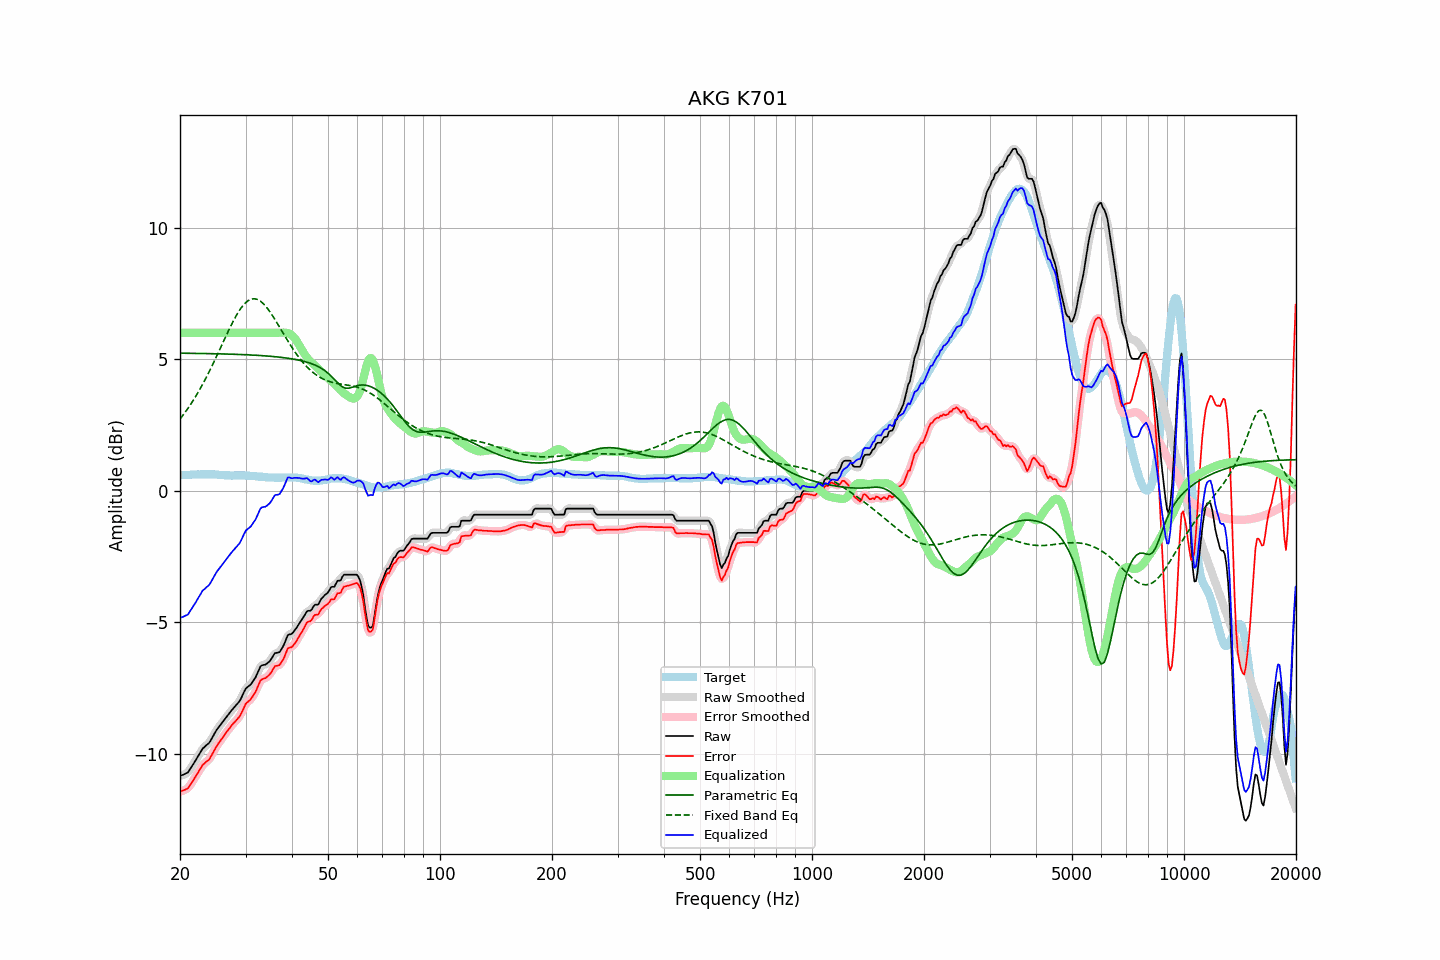 AKG K701
Amplitude (dBr)
10
5
0
−5
−10
Target
Raw Smoothed
Error Smoothed
Raw
Error
Equalization
Parametric Eq
Fixed Band Eq
Equalized
20 50 100 200 500 1000 2000 5000 10000 20000
Frequency (Hz)